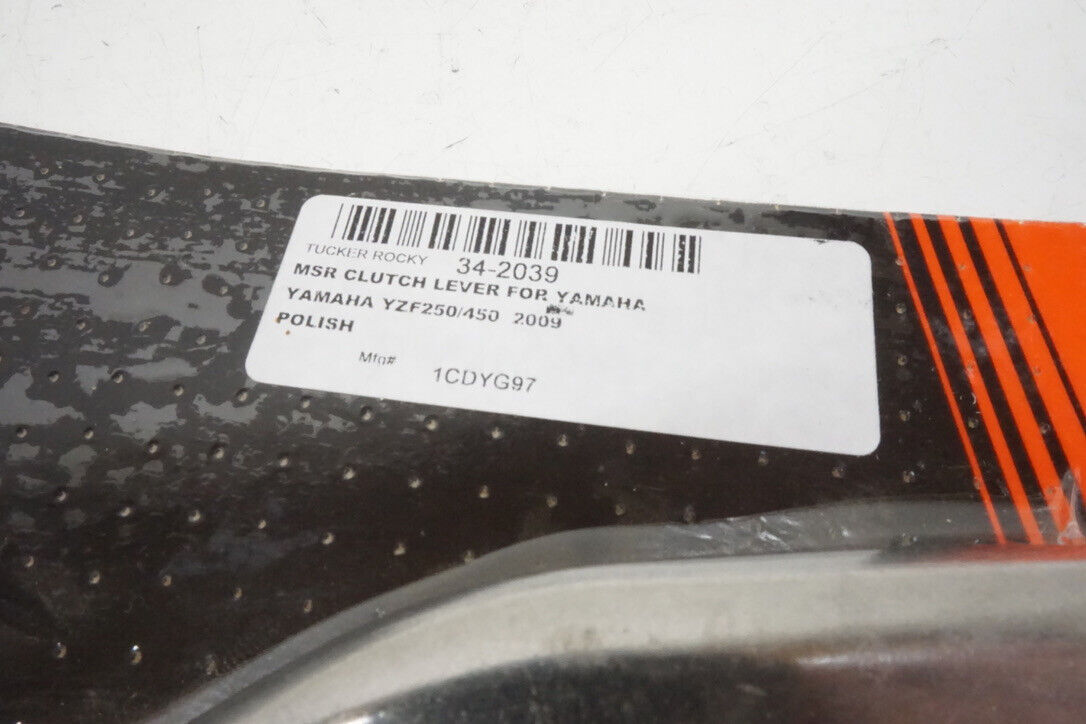 TUCKER ROCKY 34-2039
MSR CLUTCH LEVER FOR YAMAHA
YAMAHA YZF250/450 2009
POLISH
Mfg# 1CDYG97